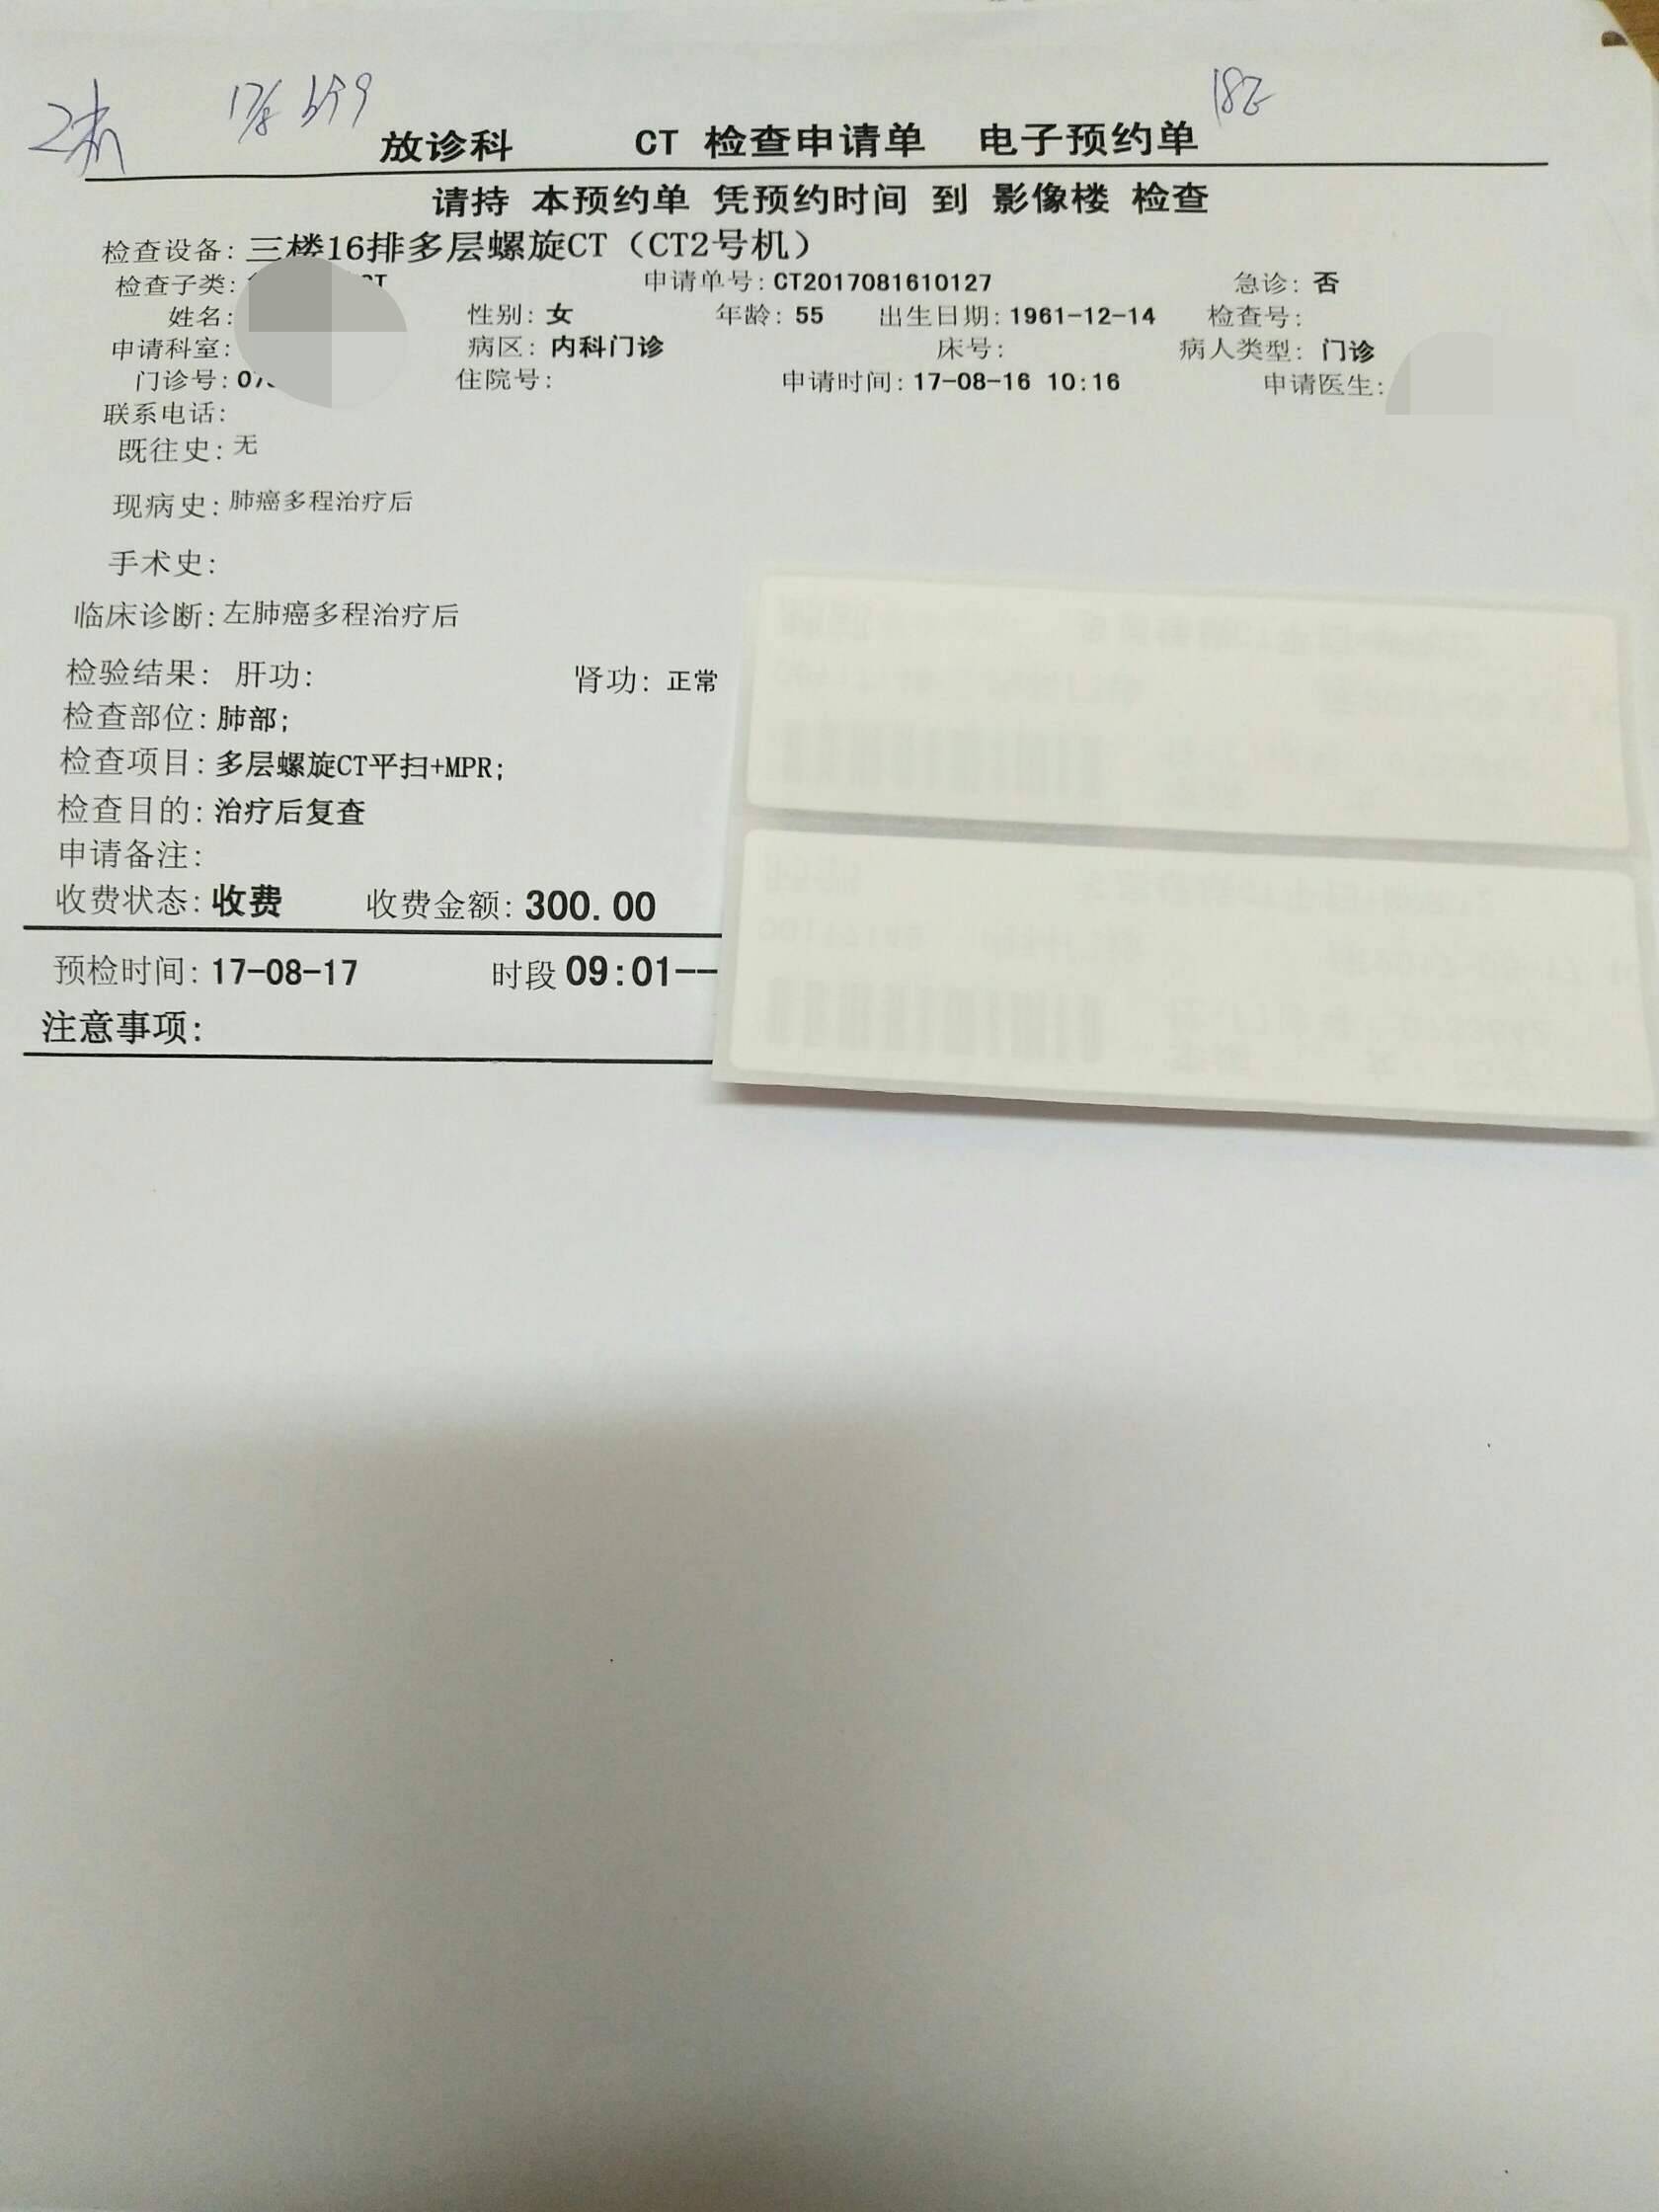 放诊科 CT 检查申请单 电子预约单
请持 本预约单 凭预约时间 到 影像楼 检查
检查设备: 三楼16排多层螺旋CT（CT2号机）
检查子类: CT 申请单号: CT2017081610127 急诊: 否
姓名: 性别: 女 年龄: 55 出生日期: 1961-12-14 检查号:
申请科室: 病区: 内科门诊 床号: 病人类型: 门诊
门诊号: 07 住院号: 申请时间: 17-08-16 10:16 申请医生:
联系电话:
既往史: 无
现病史: 肺癌多程治疗后
手术史:
临床诊断: 左肺癌多程治疗后
检验结果: 肝功: 肾功: 正常
检查部位: 肺部;
检查项目: 多层螺旋CT平扫+MPR;
检查目的: 治疗后复查
申请备注:
收费状态: 收费 收费金额: 300.00
预检时间: 17-08-17 时段 09:01--
注意事项: